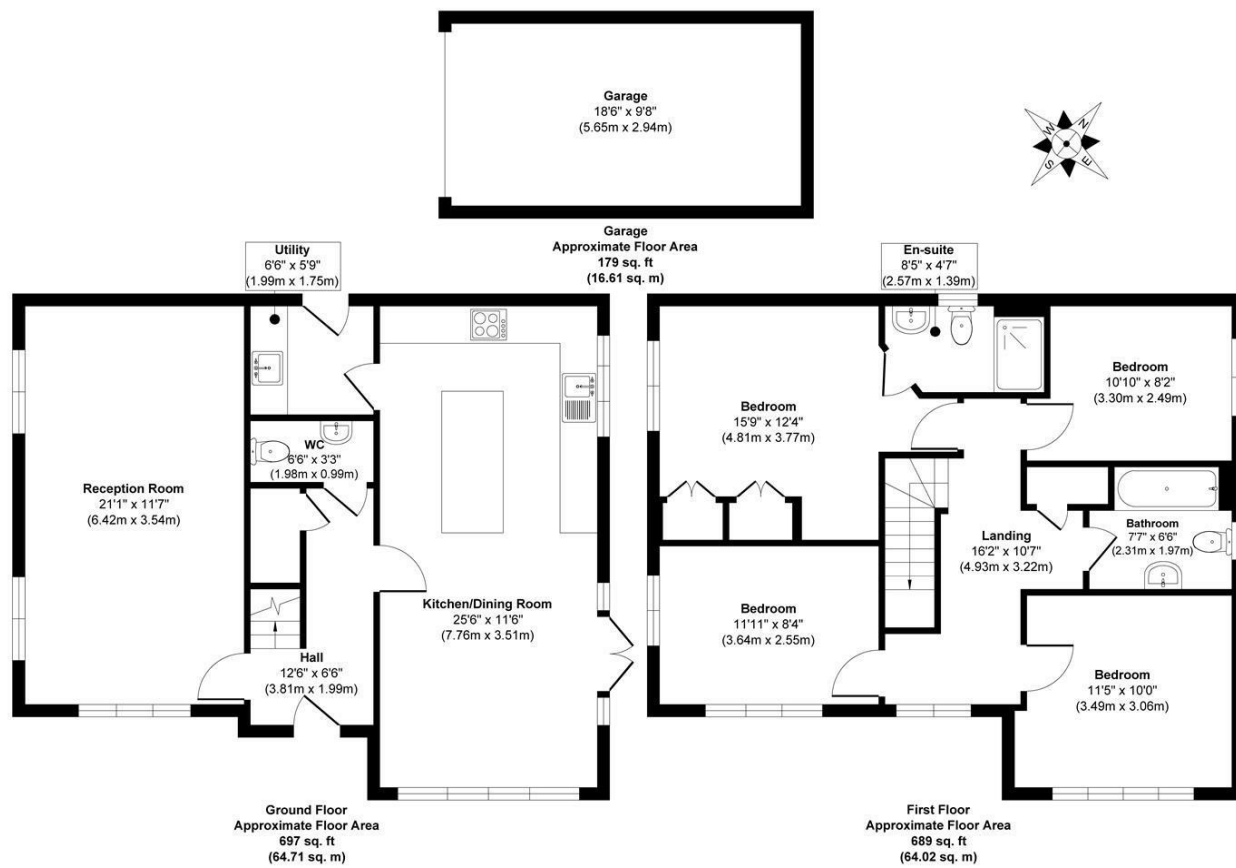 Garage
18'6" x 9'8"
(5.65m x 2.94m)
W
N
S
E
Garage
Approximate Floor Area
179 sq. ft
(16.61 sq. m)
Utility
6'6" x 5'9"
(1.99m x 1.75m)
WC
6'6" x 3'3"
(1.98m x 0.99m)
Reception Room
21'1" x 11'7"
(6.42m x 3.54m)
Kitchen/Dining Room
25'6" x 11'6"
(7.76m x 3.51m)
Hall
12'6" x 6'6"
(3.81m x 1.99m)
Ground Floor
Approximate Floor Area
697 sq. ft
(64.71 sq. m)
En-suite
8'5" x 4'7"
(2.57m x 1.39m)
Bedroom
10'10" x 8'2"
(3.30m x 2.49m)
Bedroom
15'9" x 12'4"
(4.81m x 3.77m)
Bathroom
7'7" x 6'6"
(2.31m x 1.97m)
Landing
16'2" x 10'7"
(4.93m x 3.22m)
Bedroom
11'11" x 8'4"
(3.64m x 2.55m)
Bedroom
11'5" x 10'0"
(3.49m x 3.06m)
First Floor
Approximate Floor Area
689 sq. ft
(64.02 sq. m)